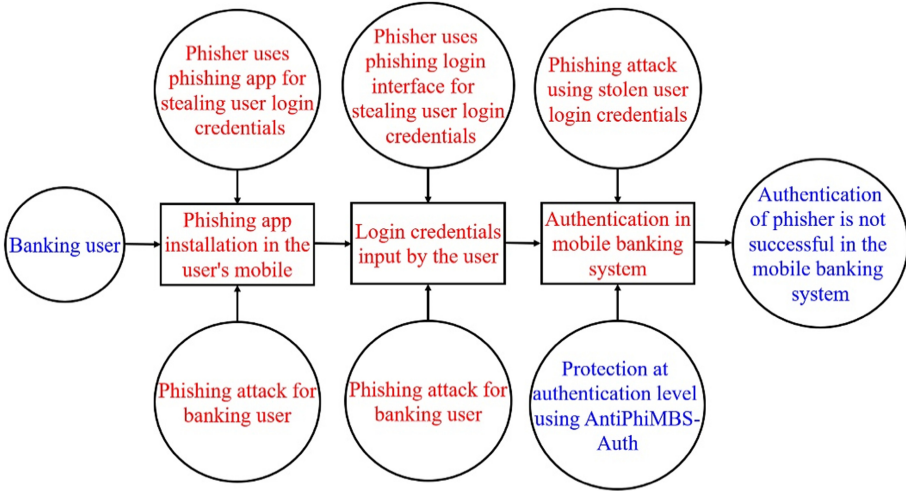 Phisher uses
phishing app for
stealing user login
credentials
Phisher uses
phishing login
interface for
stealing user login
credentials
Phishing attack
using stolen user
login credentials
Banking user
Phishing app
installation in the
user's mobile
Login credentials
input by the user
Authentication in
mobile banking
system
Authentication
of phisher is not
successful in the
mobile banking
system
Phishing attack for
banking user
Phishing attack for
banking user
Protection at
authentication level
using AntiPhiMBS-
Auth